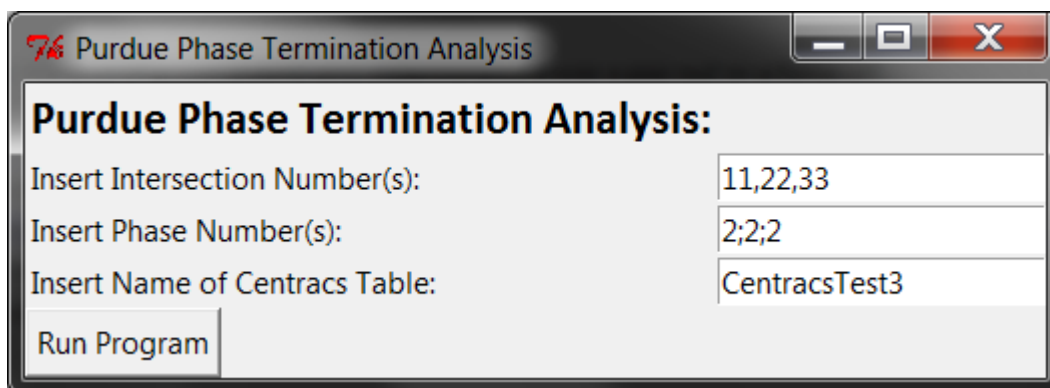 Purdue Phase Termination Analysis
Purdue Phase Termination Analysis:
Insert Intersection Number(s): 11,22,33
Insert Phase Number(s): 2;2;2
Insert Name of Centracs Table: CentracsTest3
Run Program